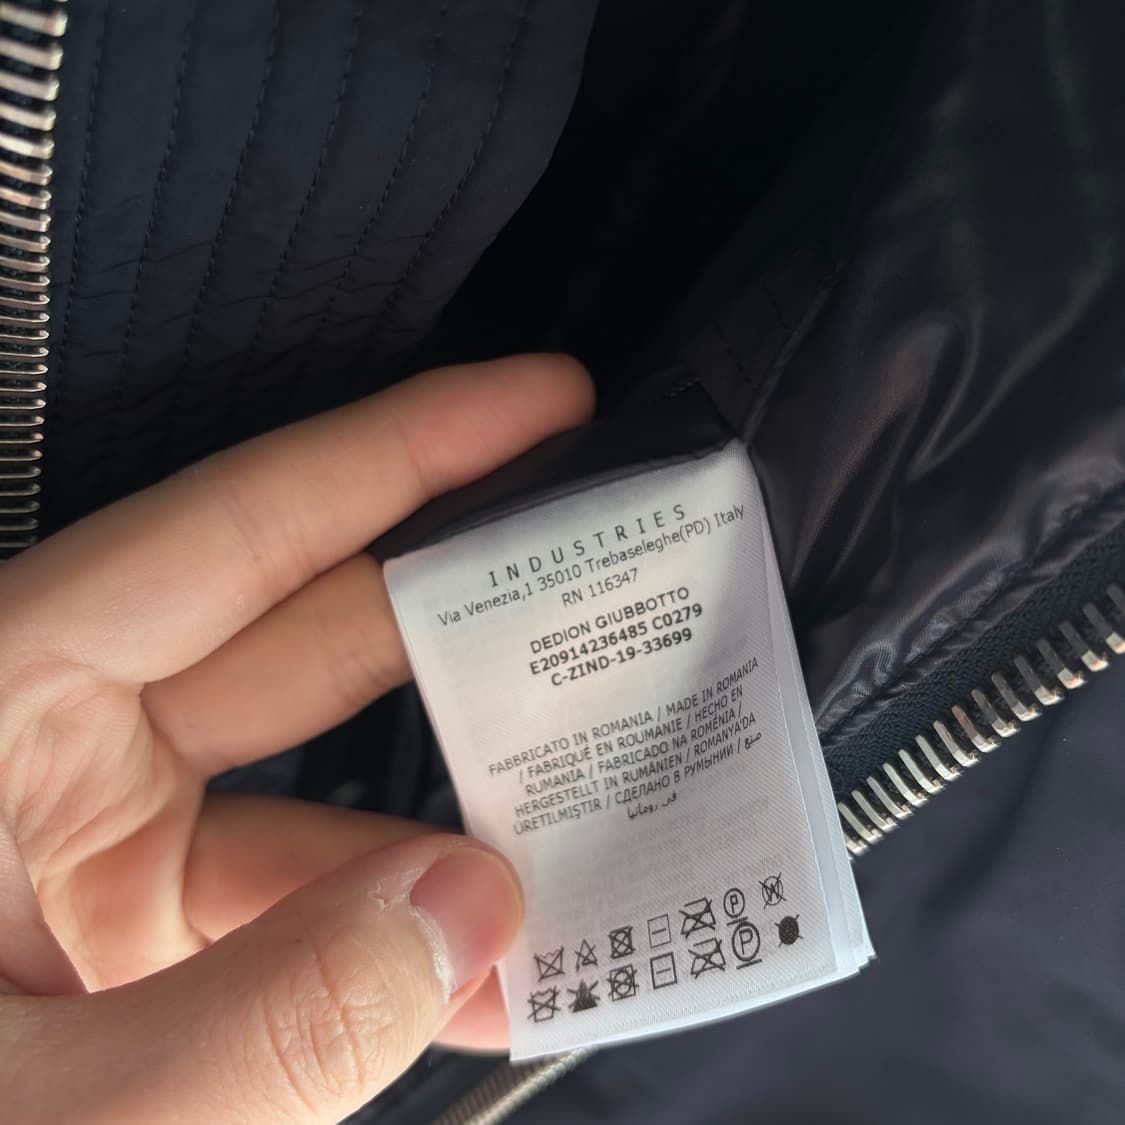 INDUSTRIES
Via Venezia,1 35010 Trebaseleghe(PD) Italy
RN 116347
DEDION GIUBBOTTO
E20914236485 C0279
C-ZIND-19-33699
FABBRICATO IN ROMANIA / MADE IN ROMANIA
/ FABRIQUÉ EN ROUMANIE / HECHO EN
RUMANIA / FABRICADO NA ROMÉNIA /
HERGESTELLT IN RUMÄNIEN / ROMANYA'DA
ÜRETILMIŞTIR / СДЕЛАНО В РУМЫНИИ / صنع
في رومانيا
P
W
P